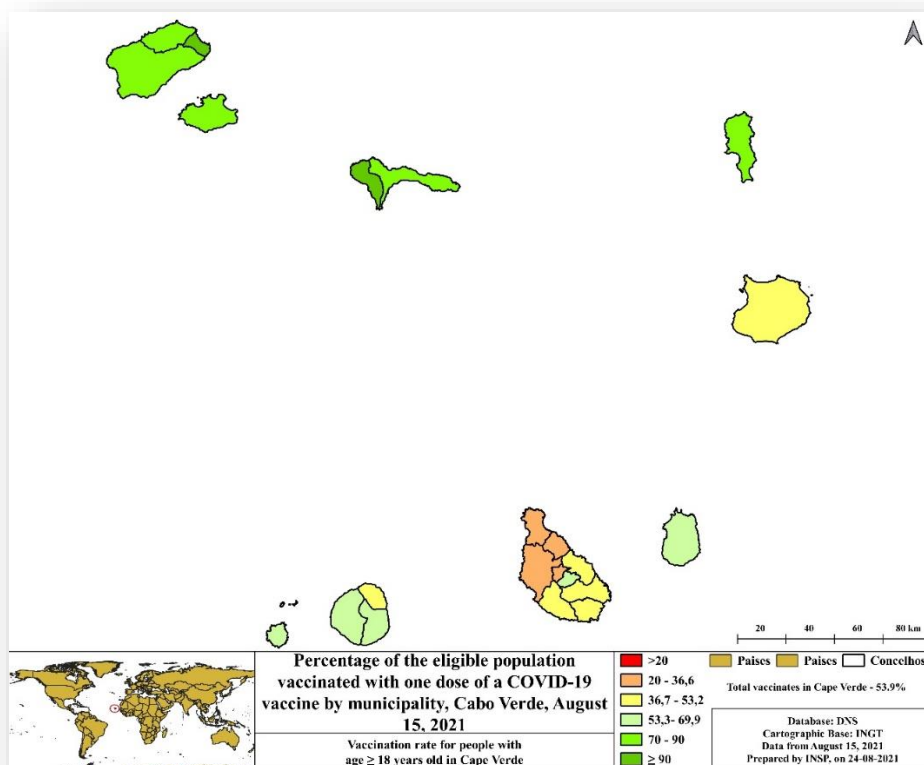 20 40 60 80 km
Percentage of the eligible population
vaccinated with one dose of a COVID-19
vaccine by municipality, Cabo Verde, August
15, 2021
Vaccination rate for people with
age ≥ 18 years old in Cape Verde
>20
20 - 36,6
36,7 - 53,2
53,3- 69,9
70 - 90
≥ 90
Paises Paises Concelhos
Total vaccinates in Cape Verde - 53.9%
Database: DNS
Cartographic Base: INGT
Data from August 15, 2021
Prepared by INSP, on 24-08-2021